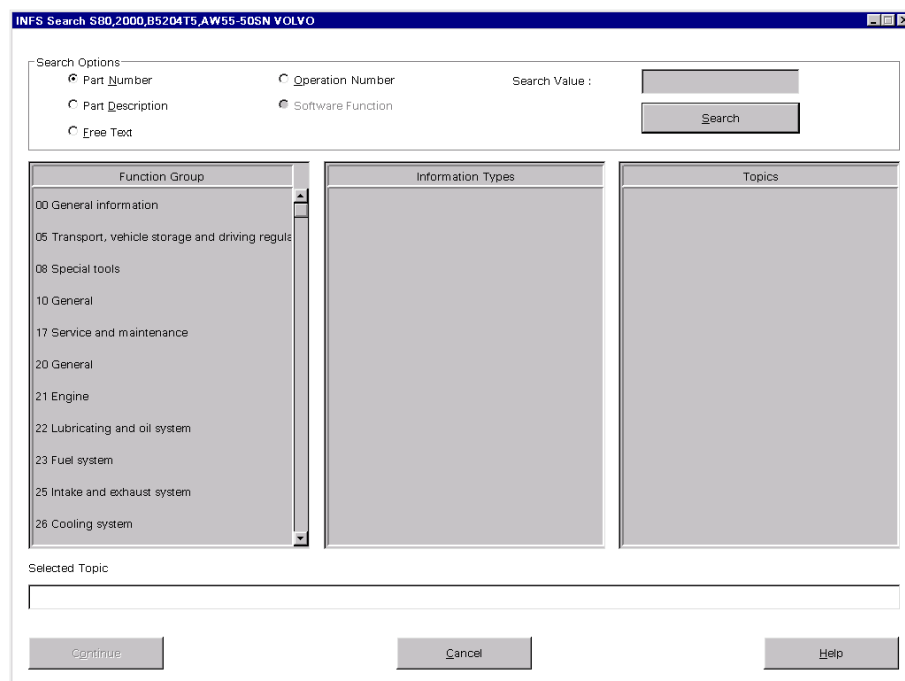 INFS Search S80,2000,B5204T5,AW55-50SN VOLVO
Search Options
Part Number
Operation Number
Search Value :
Part Description
Software Function
Search
Free Text
Function Group
Information Types
Topics
00 General information
05 Transport, vehicle storage and driving regula
08 Special tools
10 General
17 Service and maintenance
20 General
21 Engine
22 Lubricating and oil system
23 Fuel system
25 Intake and exhaust system
26 Cooling system
Selected Topic
Continue
Cancel
Help